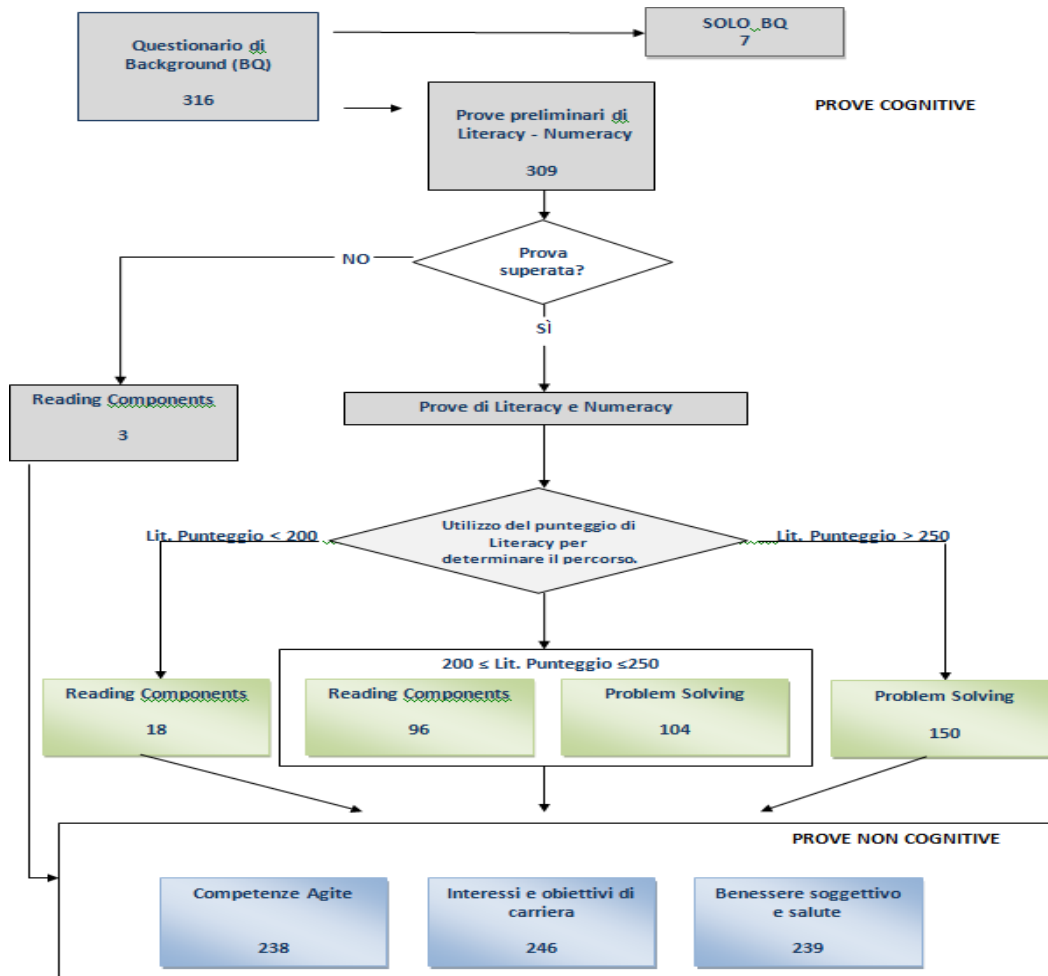 Questionario di
Background (BQ)
316
SOLO_BQ
7
PROVE COGNITIVE
Prove preliminari di
Literacy - Numeracy
309
Prova
superata?
NO
SÌ
Reading Components
3
Prove di Literacy e Numeracy
Utilizzo del punteggio di
Literacy per
determinare il percorso.
Lit. Punteggio < 200
Lit. Punteggio > 250
200 ≤ Lit. Punteggio ≤250
Reading Components
18
Reading Components
96
Problem Solving
104
Problem Solving
150
PROVE NON COGNITIVE
Competenze Agite
238
Interessi e obiettivi di
carriera
246
Benessere soggettivo
e salute
239